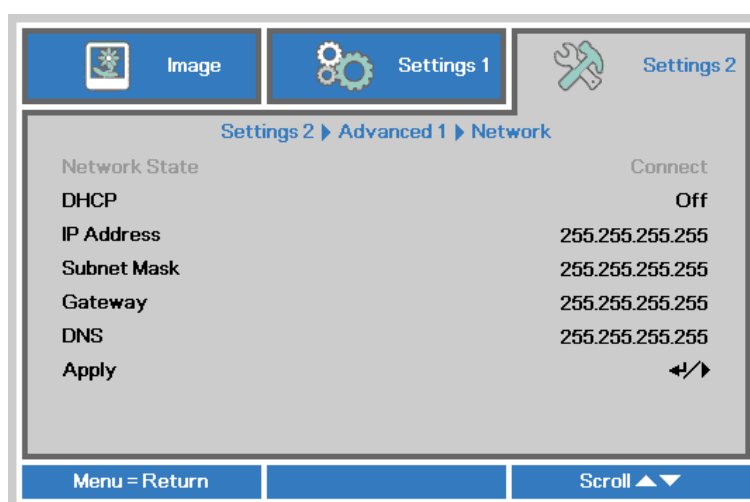 Image Settings 1 Settings 2
Settings 2 ▶ Advanced 1 ▶ Network
Network State Connect
DHCP Off
IP Address 255.255.255.255
Subnet Mask 255.255.255.255
Gateway 255.255.255.255
DNS 255.255.255.255
Apply ↵/▶
Menu = Return Scroll ▲▼